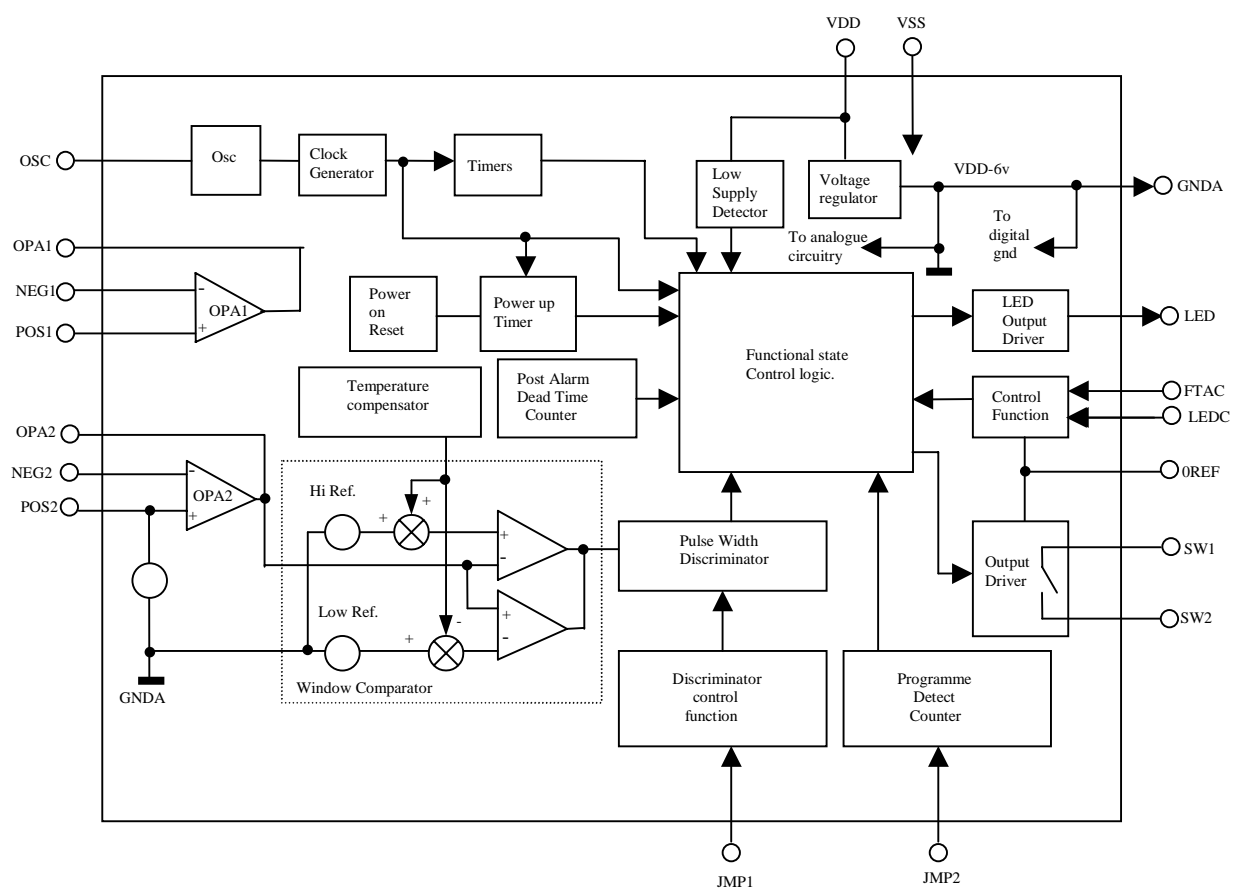 VDD
VSS
OSC
Osc
Clock
Generator
Timers
Low
Supply
Detector
Voltage
regulator
VDD-6v
GNDA
To analogue
circuitry
To
digital
gnd
OPA1
NEG1
POS1
-
+
OPA1
Power
on
Reset
Power up
Timer
Functional state
Control logic.
LED
Output
Driver
LED
Temperature
compensator
Post Alarm
Dead Time
Counter
Control
Function
FTAC
LEDC
OPA2
NEG2
POS2
-
+
OPA2
0REF
Hi Ref.
+
+
+
-
Pulse Width
Discriminator
Output
Driver
SW1
SW2
Low Ref.
+
-
+
-
Window Comparator
GNDA
Discriminator
control
function
Programme
Detect
Counter
JMP1
JMP2